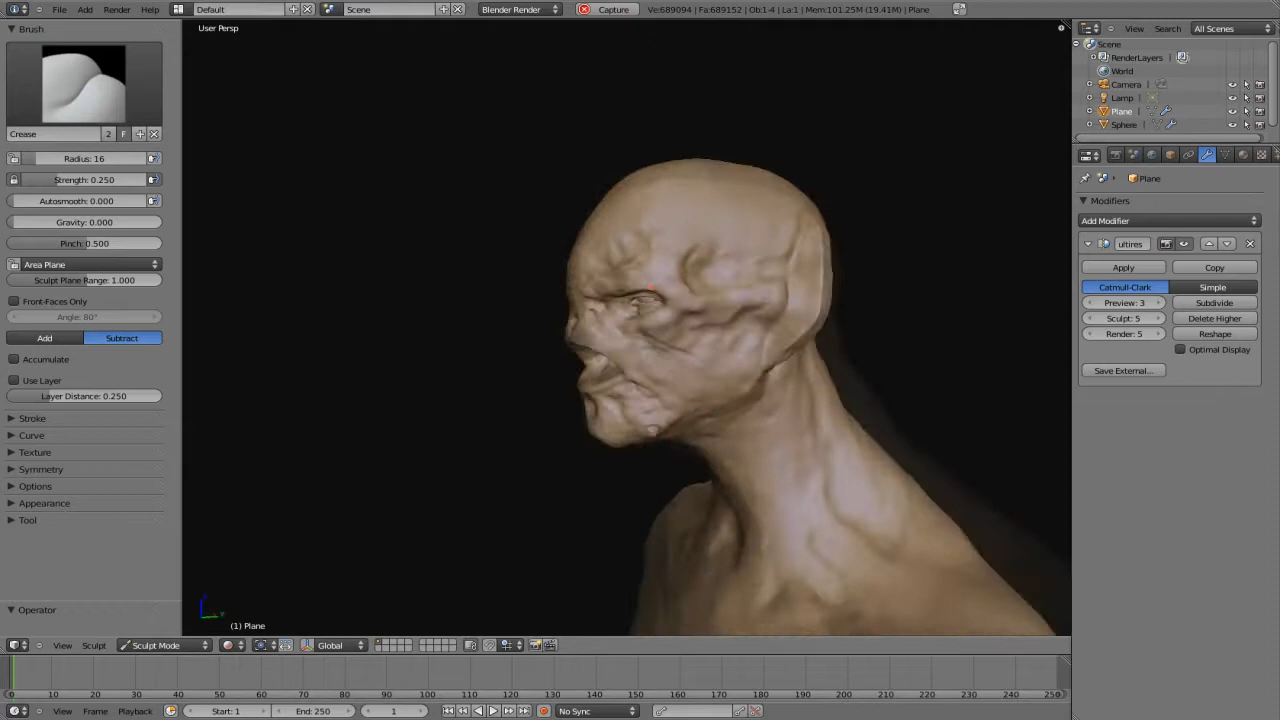 File Add Render Window Help Default Scene Blender Render Capture Ve:689094 | Fa:689152 | Ob:1-4 | La:1 | Mem:101.25M (19.41M) | Plane
Brush
User Persp
View Search All Scenes
Scene
RenderLayers
World
Camera
Lamp
Plane
Sphere
Crease 2 F
Radius: 16
Strength: 0.250
Autosmooth: 0.000
Gravity: 0.000
Pinch: 0.500
Area Plane
Sculpt Plane Range: 1.000
Front-Faces Only
Angle: 80°
Add Subtract
Accumulate
Use Layer
Layer Distance: 0.250
Stroke
Curve
Texture
Symmetry
Options
Appearance
Tool
Operator
Plane
Modifiers
Add Modifier
ultires
Apply Copy
Catmull-Clark Simple
Preview: 3 Subdivide
Sculpt: 5 Delete Higher
Render: 5 Reshape
Optimal Display
Save External...
(1) Plane
View Sculpt Sculpt Mode Global
0 10 20 30 40 50 60 70 80 90 100 110 120 130 140 150 160 170 180 190 200 210 220 230 240 250
View Frame Playback Start: 1 End: 250 1 No Sync